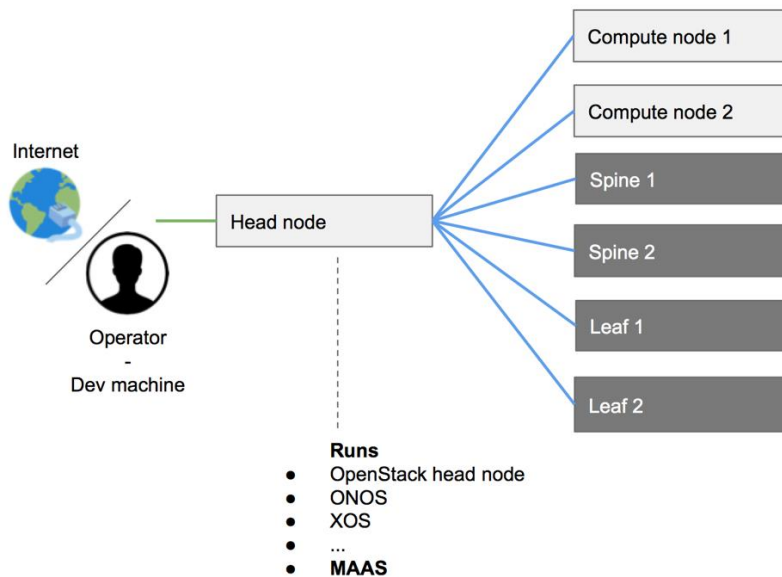 Compute node 1
Compute node 2
Internet
Spine 1
Head node
Spine 2
Operator
-
Dev machine
Leaf 1
Leaf 2
Runs
● OpenStack head node
● ONOS
● XOS
● ...
● MAAS